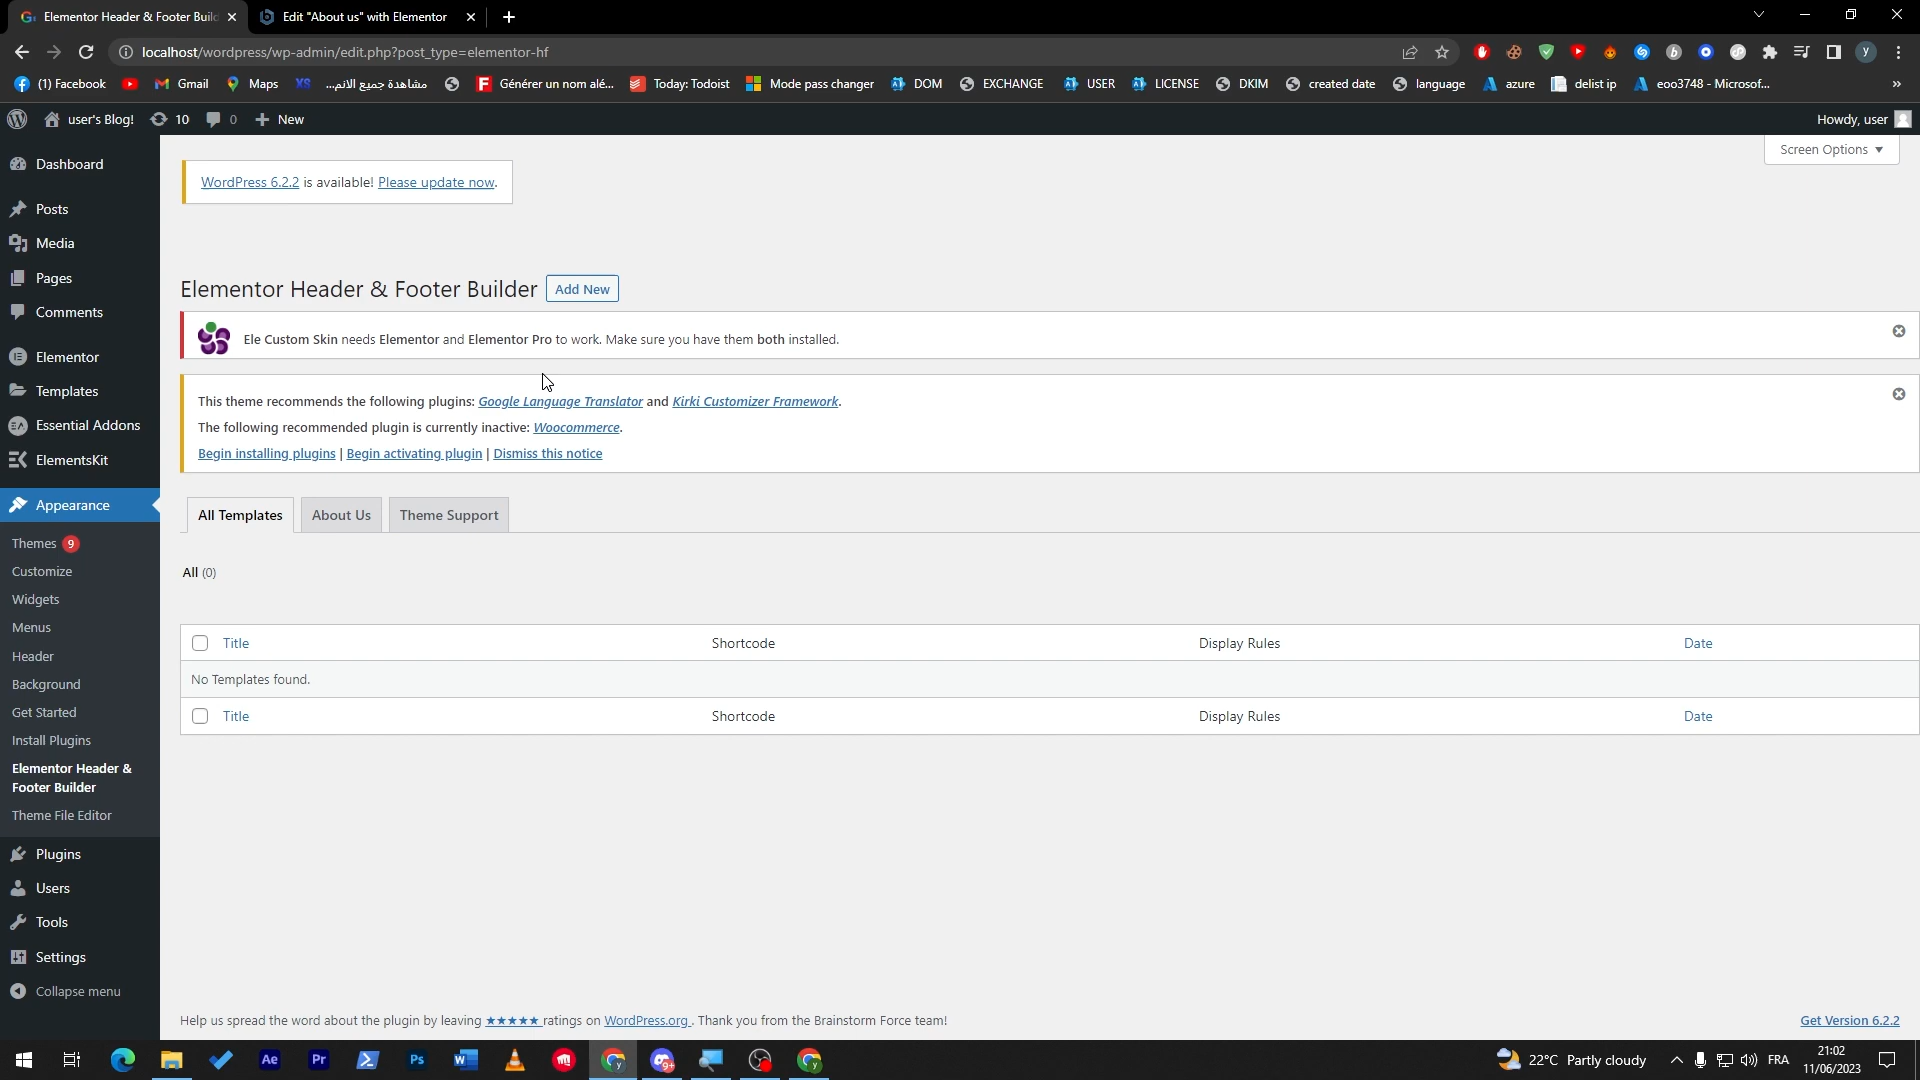 Elementor Header & Footer Buil
Edit "About us" with Elementor
localhost/wordpress/wp-admin/edit.php?post_type=elementor-hf
(1) Facebook
Gmail
Maps
مشاهدة جميع الانم...
Générer un nom alé...
Today: Todoist
Mode pass changer
DOM
EXCHANGE
USER
LICENSE
DKIM
created date
language
azure
delist ip
eoo3748 - Microsof...
user's Blog!
10
0
New
Howdy, user
Screen Options
Dashboard
Posts
Media
Pages
Comments
Elementor
Templates
Essential Addons
ElementsKit
Appearance
Themes 9
Customize
Widgets
Menus
Header
Background
Get Started
Install Plugins
Elementor Header &
Footer Builder
Theme File Editor
Plugins
Users
Tools
Settings
Collapse menu
WordPress 6.2.2 is available! Please update now.
Elementor Header & Footer Builder
Add New
Ele Custom Skin needs Elementor and Elementor Pro to work. Make sure you have them both installed.
This theme recommends the following plugins: Google Language Translator and Kirki Customizer Framework.
The following recommended plugin is currently inactive: Woocommerce.
Begin installing plugins | Begin activating plugin | Dismiss this notice
All Templates
About Us
Theme Support
All (0)
Title
Shortcode
Display Rules
Date
No Templates found.
Title
Shortcode
Display Rules
Date
Help us spread the word about the plugin by leaving ★★★★★ ratings on WordPress.org. Thank you from the Brainstorm Force team!
Get Version 6.2.2
22°C Partly cloudy
FRA
21:02
11/06/2023